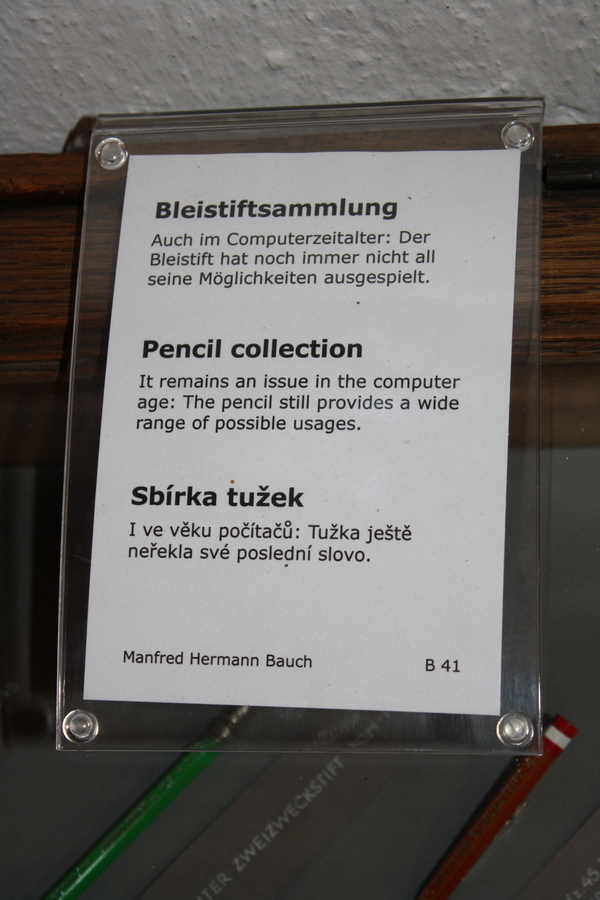 Bleistiftsammlung
Auch im Computerzeitalter: Der
Bleistift hat noch immer nicht all
seine Möglichkeiten ausgespielt.
Pencil collection
It remains an issue in the computer
age: The pencil still provides a wide
range of possible usages.
Sbírka tužek
I ve věku počítačů: Tužka ještě
neřekla své poslední slovo.
Manfred Hermann Bauch B 41
ZWEIZWECKSTIFT